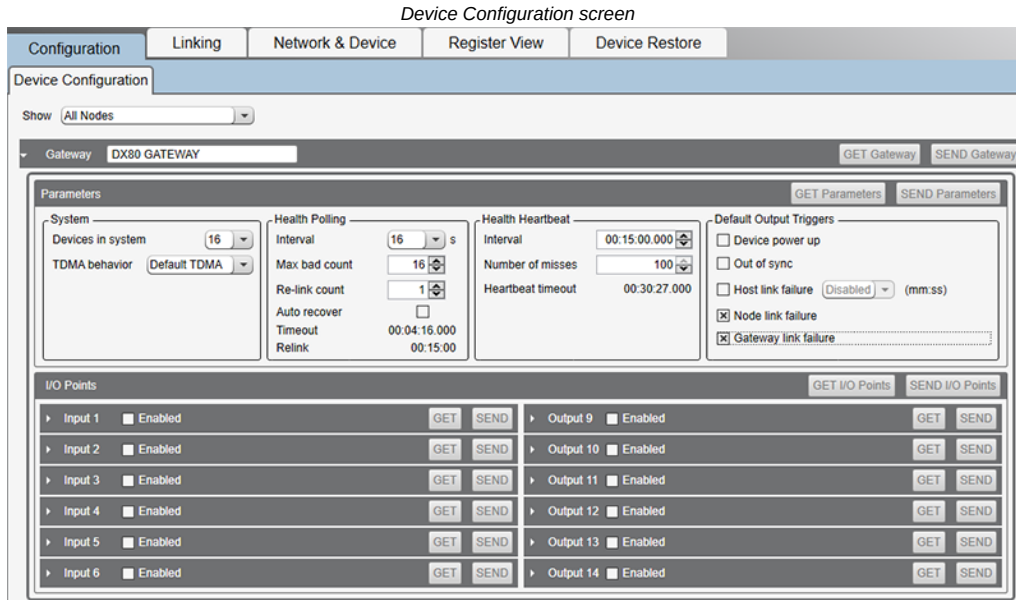 Device Configuration screen
Configuration Linking Network & Device Register View Device Restore
Device Configuration
Show All Nodes
Gateway DX80 GATEWAY GET Gateway SEND Gateway
Parameters GET Parameters SEND Parameters
System Health Polling Health Heartbeat Default Output Triggers
Devices in system 16 Interval 16 s Interval 00:15:00.000 Device power up
TDMA behavior Default TDMA Max bad count 16 Number of misses 100 Out of sync
Re-link count 1 Heartbeat timeout 00:30:27.000 Host link failure Disabled (mm:ss)
Auto recover Node link failure
Timeout 00:04:16.000
Gateway link failure
Relink 00:15:00
I/O Points GET I/O Points SEND I/O Points
Input 1 Enabled GET SEND Output 9 Enabled GET SEND
Input 2 Enabled GET SEND Output 10 Enabled GET SEND
Input 3 Enabled GET SEND Output 11 Enabled GET SEND
Input 4 Enabled GET SEND Output 12 Enabled GET SEND
Input 5 Enabled GET SEND Output 13 Enabled GET SEND
Input 6 Enabled GET SEND Output 14 Enabled GET SEND